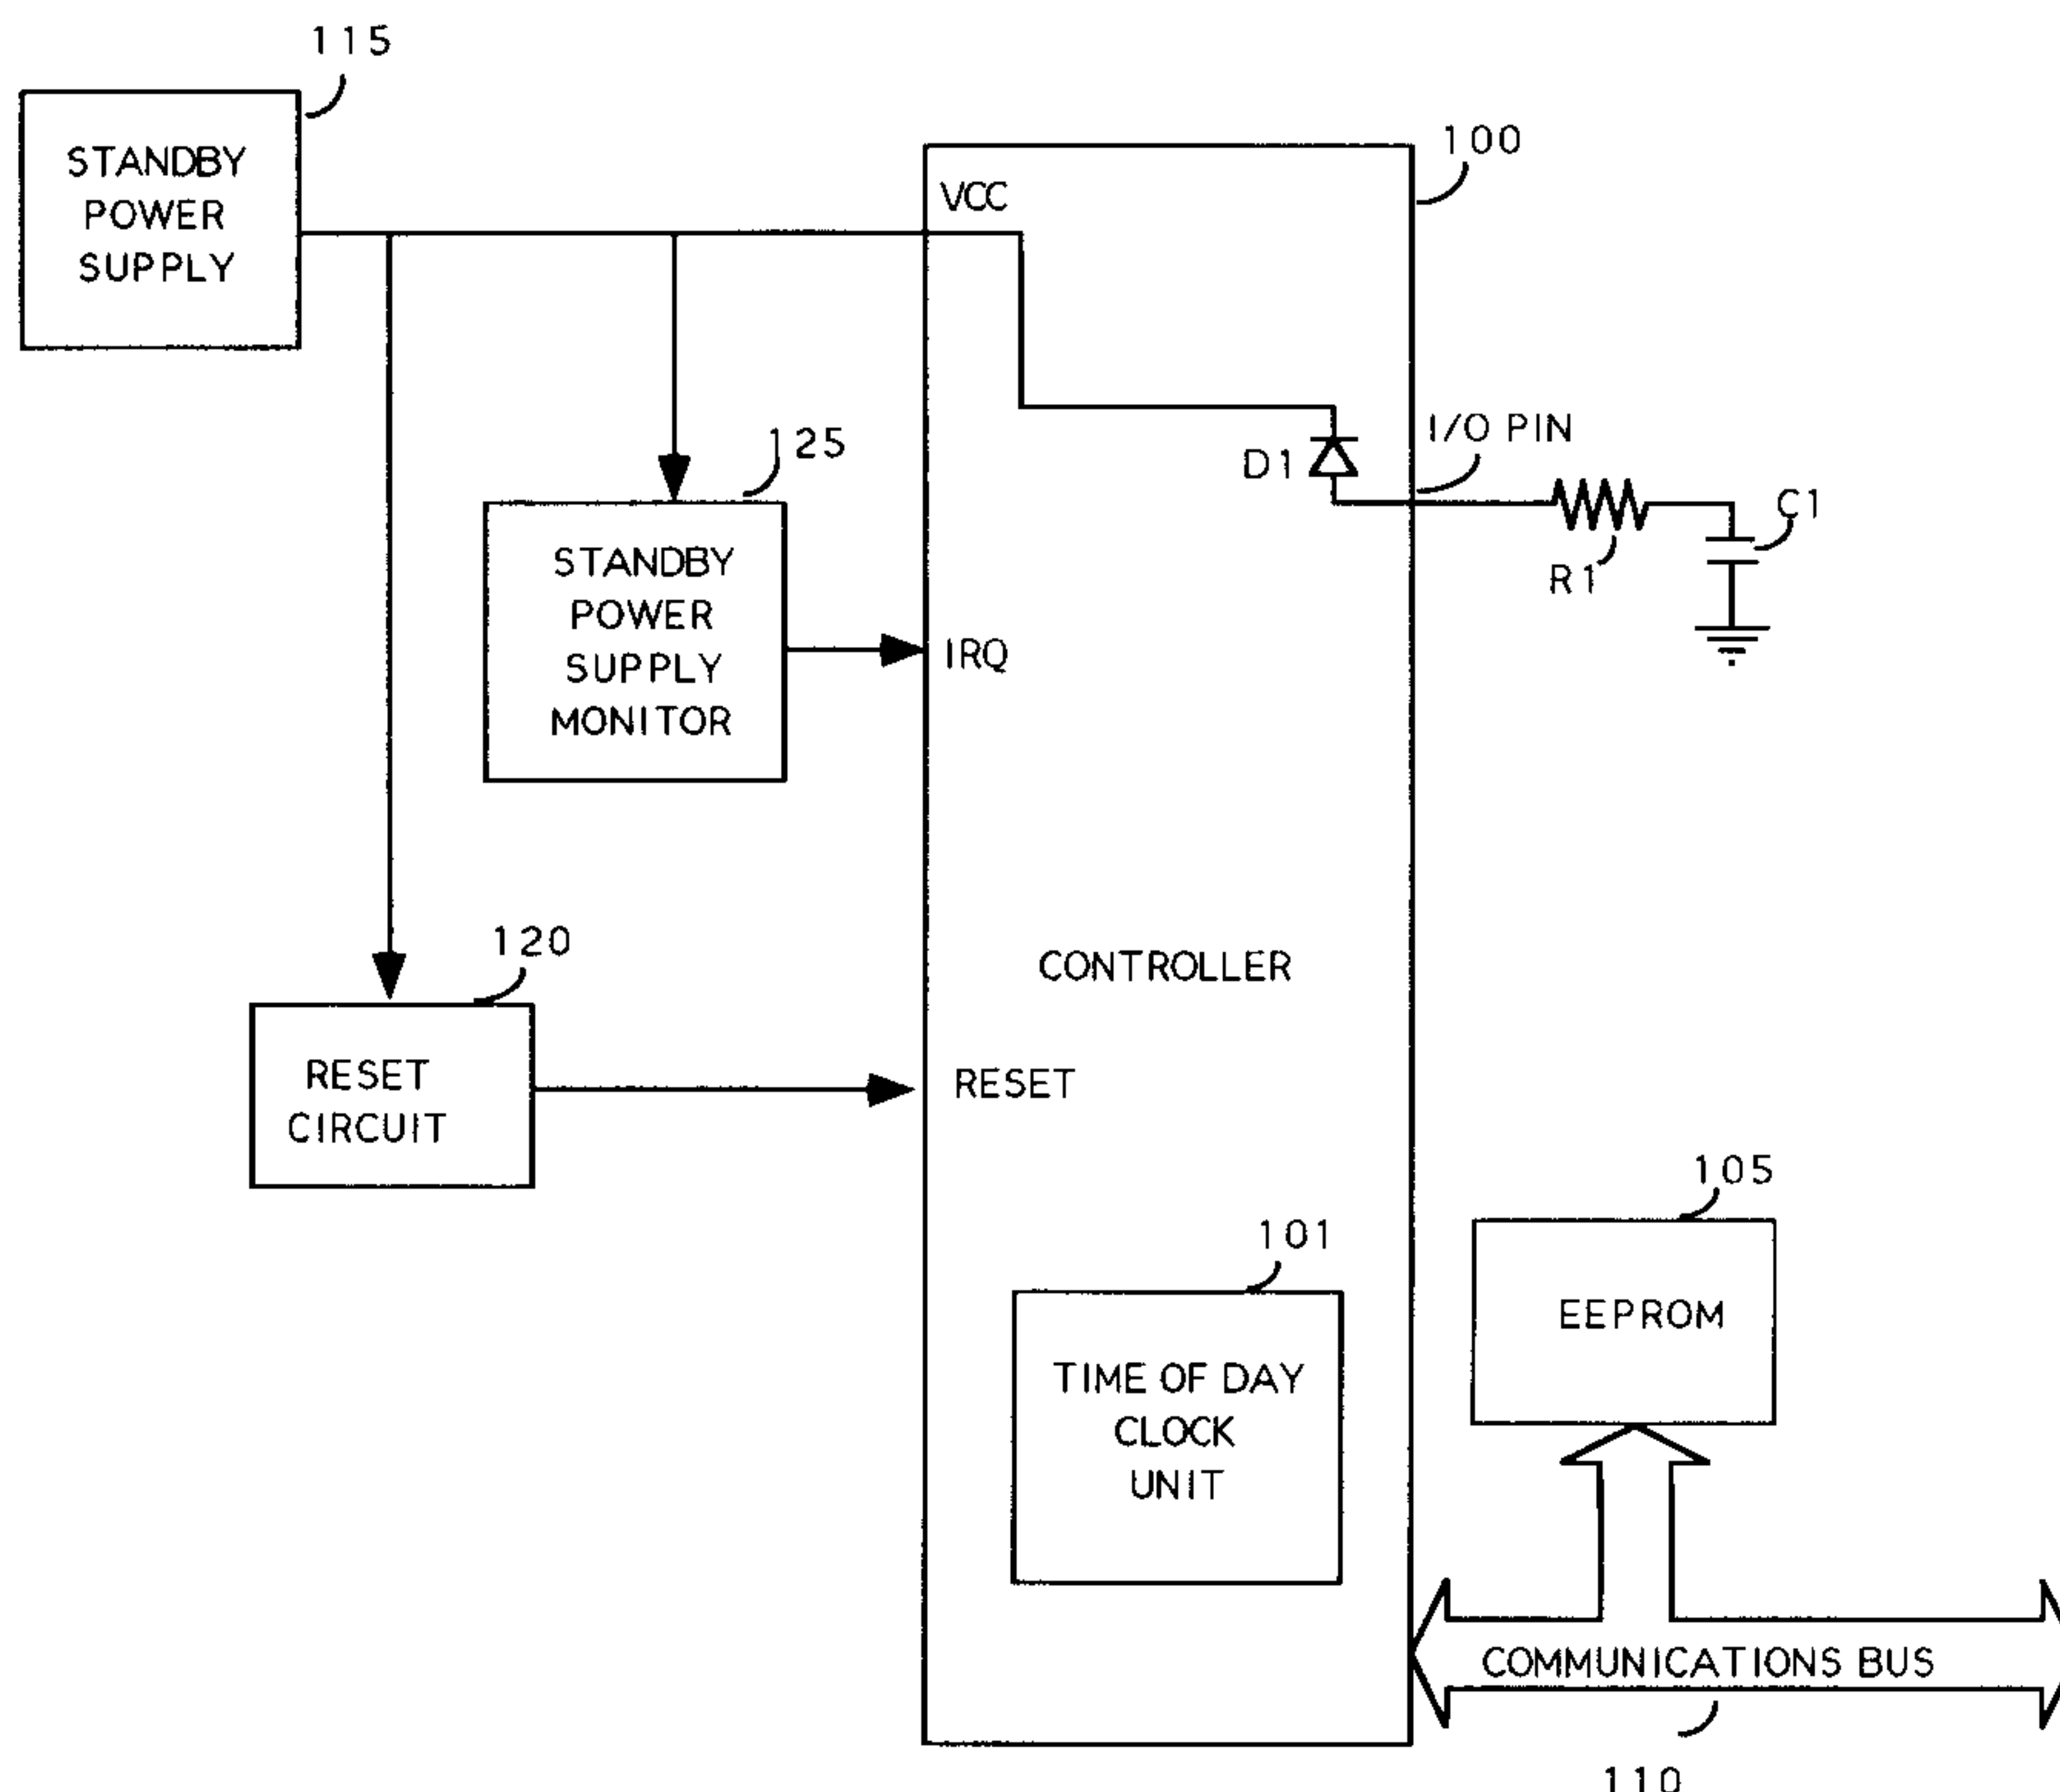 115
STANDBY
POWER
SUPPLY
100
VCC
I/O PIN
D1
C1
R1
125
STANDBY
POWER
SUPPLY
MONITOR
IRQ
120
CONTROLLER
RESET
CIRCUIT
RESET
105
EEPROM
101
TIME OF DAY
CLOCK
UNIT
COMMUNICATIONS BUS
110